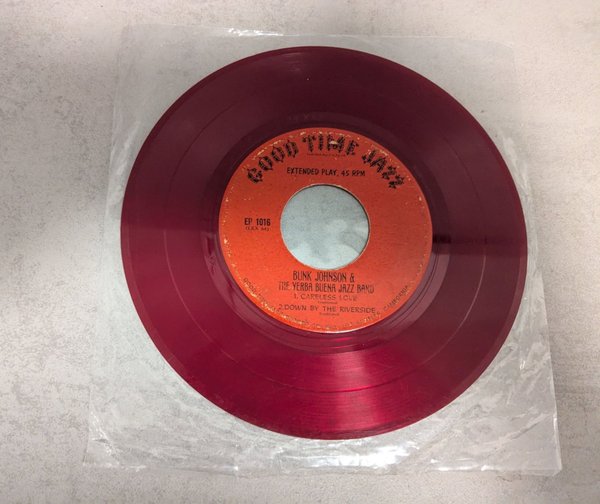 GOOD TIME JAZZ
EXTENDED PLAY, 45 RPM
EP 1016
BUNK JOHNSON &
THE YERBA BUENA JAZZ BAND
1. CARELESS LOVE
2. DOWN BY THE RIVERSIDE
CALIFORNIA